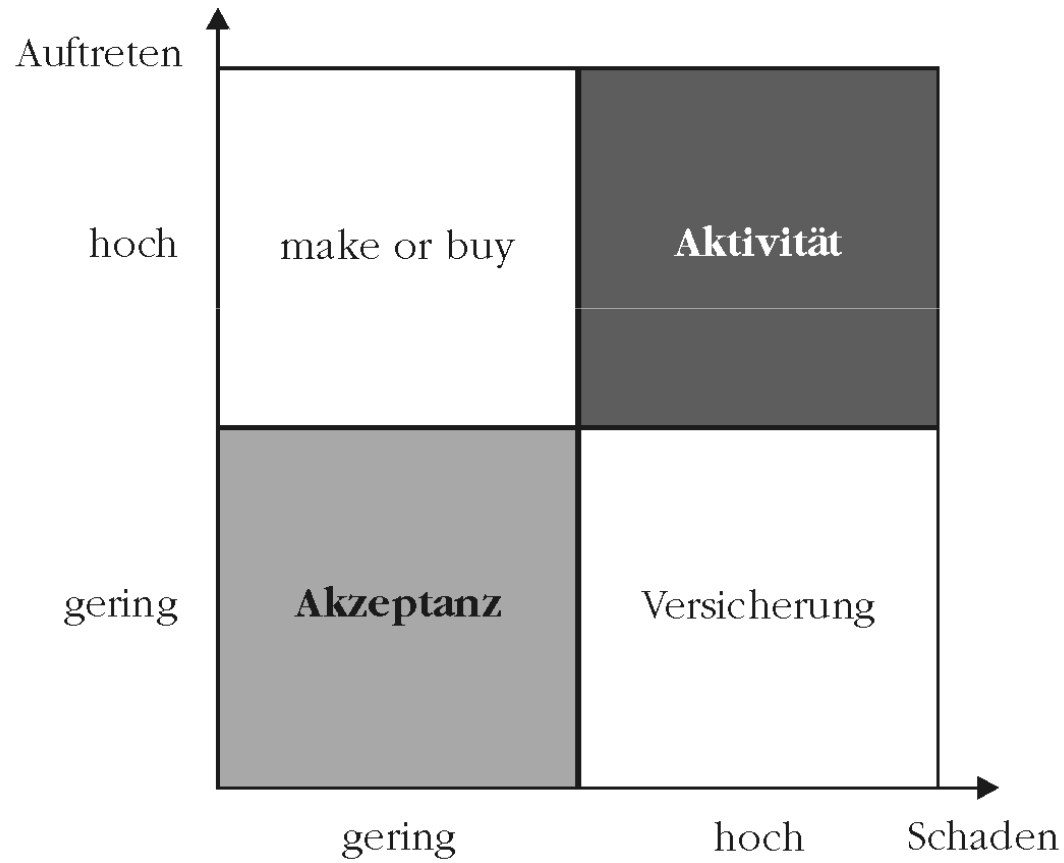 Auftreten
hoch
make or buy
Aktivität
gering
Akzeptanz
Versicherung
gering
hoch
Schaden